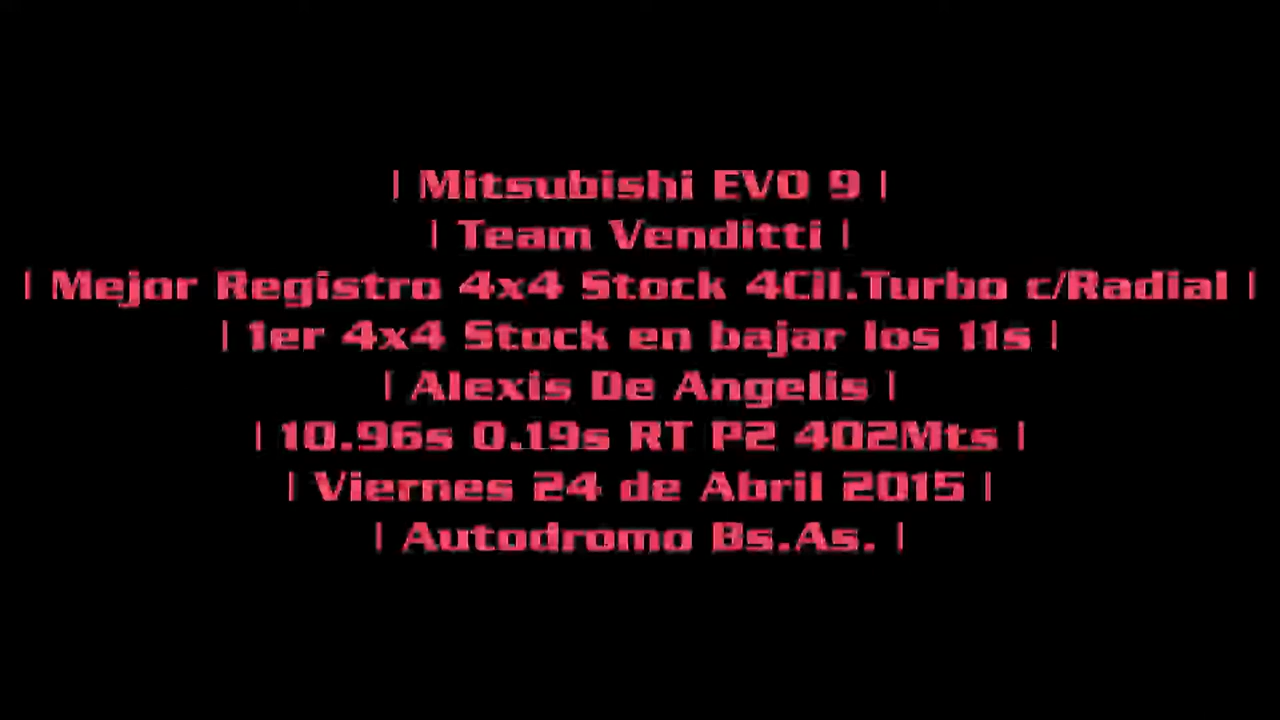 | Mitsubishi EVO 9 |
| Team Venditti |
| Mejor Registro 4x4 Stock 4Cil.Turbo c/Radial |
| 1er 4x4 Stock en bajar los 11s |
| Alexis De Angelis |
| 10.96s 0.19s RT P2 402Mts |
| Viernes 24 de Abril 2015 |
| Autodromo Bs.As. |